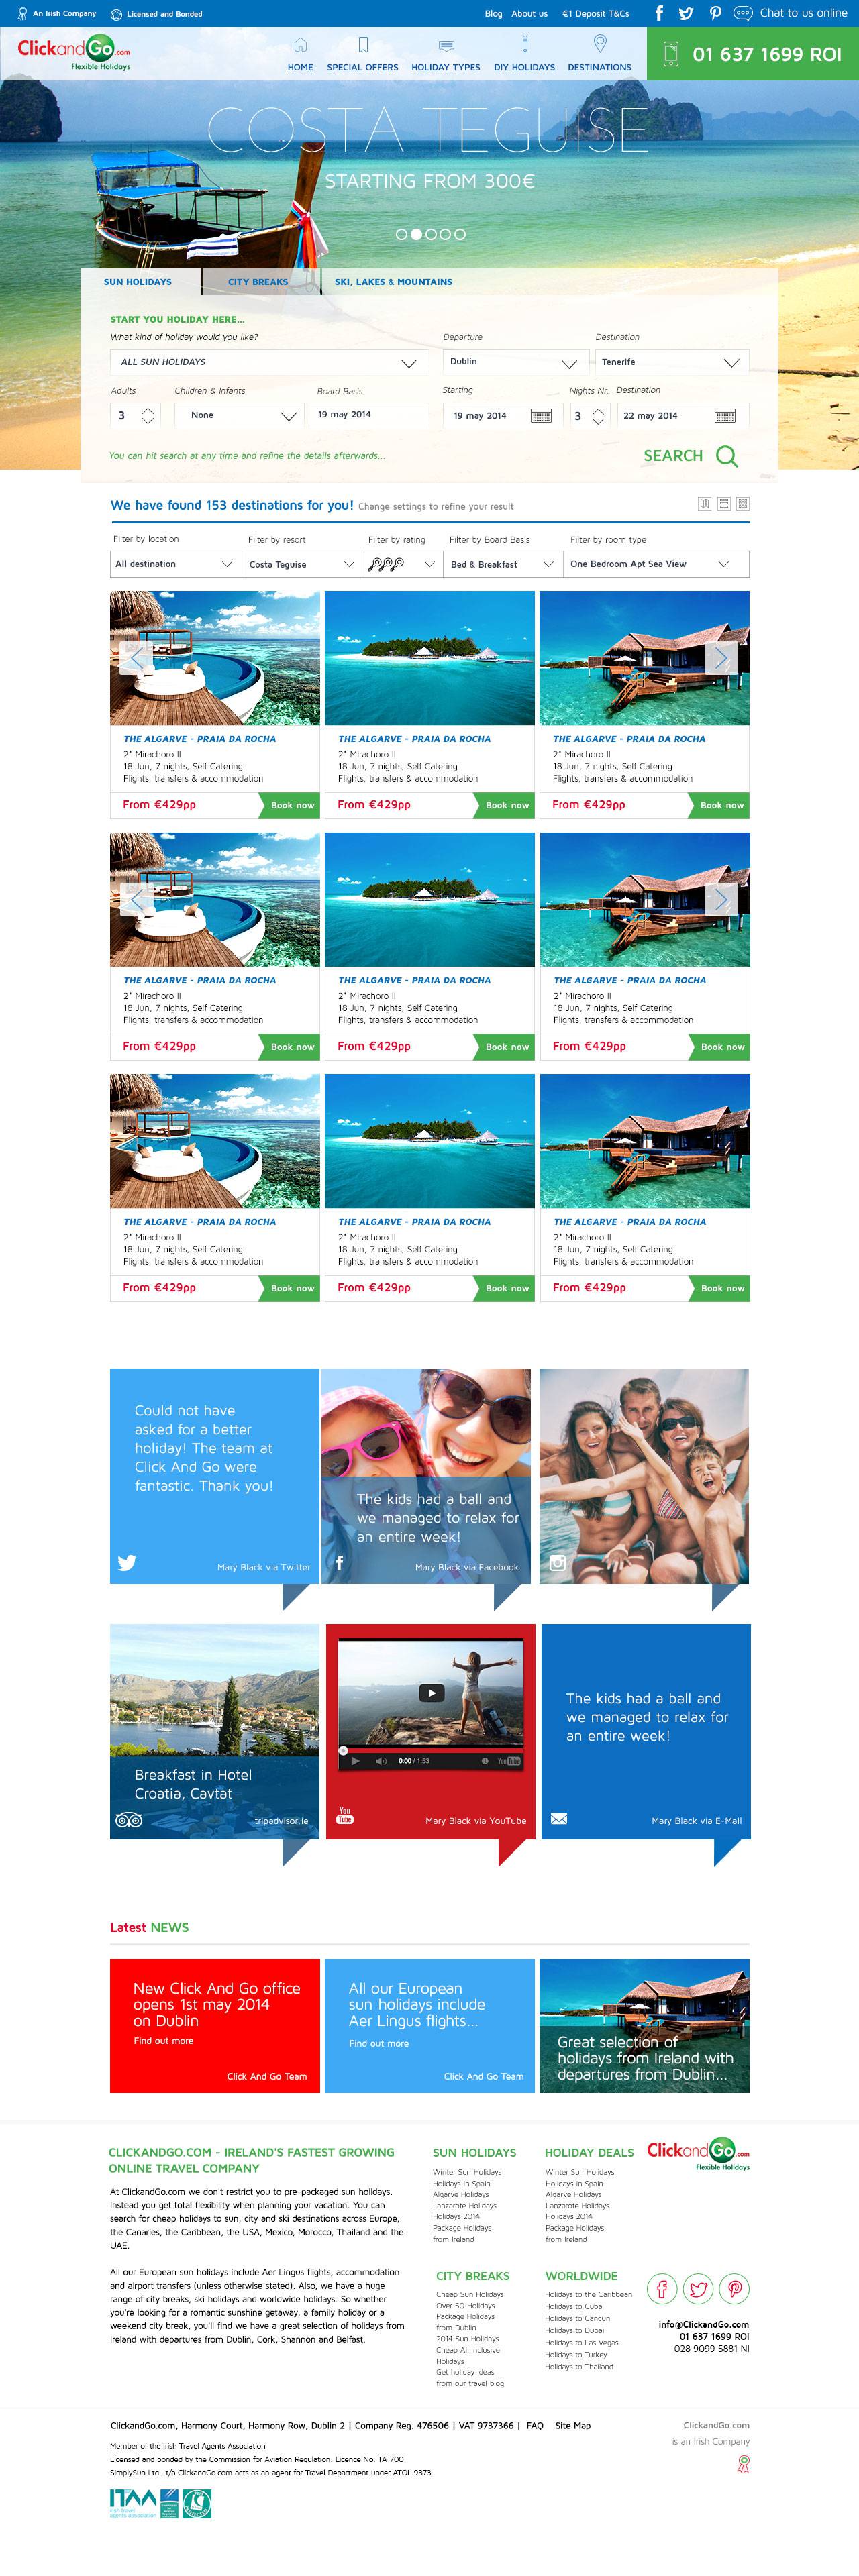 An Irish Company
Licensed and Bonded
Blog About us €1 Deposit T&Cs
Chat to us online
ClickandGo.com
Flexible Holidays
HOME SPECIAL OFFERS HOLIDAY TYPES DIY HOLIDAYS DESTINATIONS
01 637 1699 ROI
COSTA TEGUISE
STARTING FROM 300€
SUN HOLIDAYS CITY BREAKS SKI, LAKES & MOUNTAINS
START YOU HOLIDAY HERE...
What kind of holiday would you like? Departure Destination
ALL SUN HOLIDAYS Dublin Tenerife
Adults Children & Infants Board Basis Starting Nights Nr. Destination
3 None 19 may 2014 19 may 2014 3 22 may 2014
You can hit search at any time and refine the details afterwards...
SEARCH
We have found 153 destinations for you! Change settings to refine your result
Filter by location Filter by resort Filter by rating Filter by Board Basis Filter by room type
All destination Costa Teguise Bed & Breakfast One Bedroom Apt Sea View
THE ALGARVE - PRAIA DA ROCHA
2* Mirachoro II
18 Jun, 7 nights, Self Catering
Flights, transfers & accommodation
From €429pp Book now
THE ALGARVE - PRAIA DA ROCHA
2* Mirachoro II
18 Jun, 7 nights, Self Catering
Flights, transfers & accommodation
From €429pp Book now
THE ALGARVE - PRAIA DA ROCHA
2* Mirachoro II
18 Jun, 7 nights, Self Catering
Flights, transfers & accommodation
From €429pp Book now
THE ALGARVE - PRAIA DA ROCHA
2* Mirachoro II
18 Jun, 7 nights, Self Catering
Flights, transfers & accommodation
From €429pp Book now
THE ALGARVE - PRAIA DA ROCHA
2* Mirachoro II
18 Jun, 7 nights, Self Catering
Flights, transfers & accommodation
From €429pp Book now
THE ALGARVE - PRAIA DA ROCHA
2* Mirachoro II
18 Jun, 7 nights, Self Catering
Flights, transfers & accommodation
From €429pp Book now
THE ALGARVE - PRAIA DA ROCHA
2* Mirachoro II
18 Jun, 7 nights, Self Catering
Flights, transfers & accommodation
From €429pp Book now
THE ALGARVE - PRAIA DA ROCHA
2* Mirachoro II
18 Jun, 7 nights, Self Catering
Flights, transfers & accommodation
From €429pp Book now
THE ALGARVE - PRAIA DA ROCHA
2* Mirachoro II
18 Jun, 7 nights, Self Catering
Flights, transfers & accommodation
From €429pp Book now
Could not have
asked for a better
holiday! The team at
Click And Go were
fantastic. Thank you!
Mary Black via Twitter
The kids had a ball and
we managed to relax for
an entire week!
Mary Black via Facebook
Breakfast in Hotel
Croatia, Cavtat
tripadvisor.ie
0:00 / 1:53 YouTube
You Tube
Mary Black via YouTube
The kids had a ball and
we managed to relax for
an entire week!
Mary Black via E-Mail
Latest NEWS
New Click And Go office
opens 1st may 2014
on Dublin
Find out more
Click And Go Team
All our European
sun holidays include
Aer Lingus flights...
Find out more
Click And Go Team
Great selection of
holidays from Ireland with
departures from Dublin...
CLICKANDGO.COM - IRELAND'S FASTEST GROWING
ONLINE TRAVEL COMPANY
At ClickandGo.com we don't restrict you to pre-packaged sun holidays.
Instead you get total flexibility when planning your vacation. You can
search for cheap holidays to sun, city and ski destinations across Europe,
the Canaries, the Caribbean, the USA, Mexico, Morocco, Thailand and the
UAE.
All our European sun holidays include Aer Lingus flights, accommodation
and airport transfers (unless otherwise stated). Also, we have a huge
range of city breaks, ski holidays and worldwide holidays. So whether
you're looking for a romantic sunshine getaway, a family holiday or a
weekend city break, you'll find we have a great selection of holidays from
Ireland with departures from Dublin, Cork, Shannon and Belfast.
SUN HOLIDAYS
Winter Sun Holidays
Holidays in Spain
Algarve Holidays
Lanzarote Holidays
Holidays 2014
Package Holidays
from Ireland
HOLIDAY DEALS
Winter Sun Holidays
Holidays in Spain
Algarve Holidays
Lanzarote Holidays
Holidays 2014
Package Holidays
from Ireland
ClickandGo.com
Flexible Holidays
CITY BREAKS
Cheap Sun Holidays
Over 50 Holidays
Package Holidays
from Dublin
2014 Sun Holidays
Cheap All Inclusive
Holidays
Get holiday ideas
from our travel blog
WORLDWIDE
Holidays to the Caribbean
Holidays to Cuba
Holidays to Cancun
Holidays to Dubai
Holidays to Las Vegas
Holidays to Turkey
Holidays to Thailand
info@ClickandGo.com
01 637 1699 ROI
028 9099 5881 NI
ClickandGo.com, Harmony Court, Harmony Row, Dublin 2 | Company Reg. 476506 | VAT 9737366 | FAQ Site Map
Member of the Irish Travel Agents Association
Licensed and bonded by the Commission for Aviation Regulation. Licence No. TA 700
SimplySun Ltd., t/a ClickandGo.com acts as an agent for Travel Department under ATOL 9373
ClickandGo.com
is an Irish Company
ITAA
irish travel
agents association